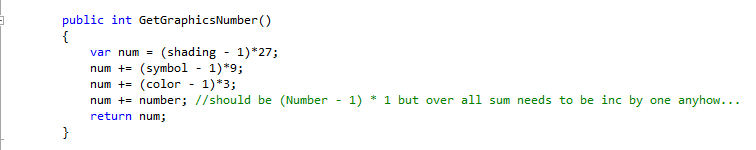 public int GetGraphicsNumber()
{
var num = (shading - 1)*27;
num += (symbol - 1)*9;
num += (color - 1)*3;
num += number; //should be (Number - 1) * 1 but over all sum needs to be inc by one anyhow...
return num;
}